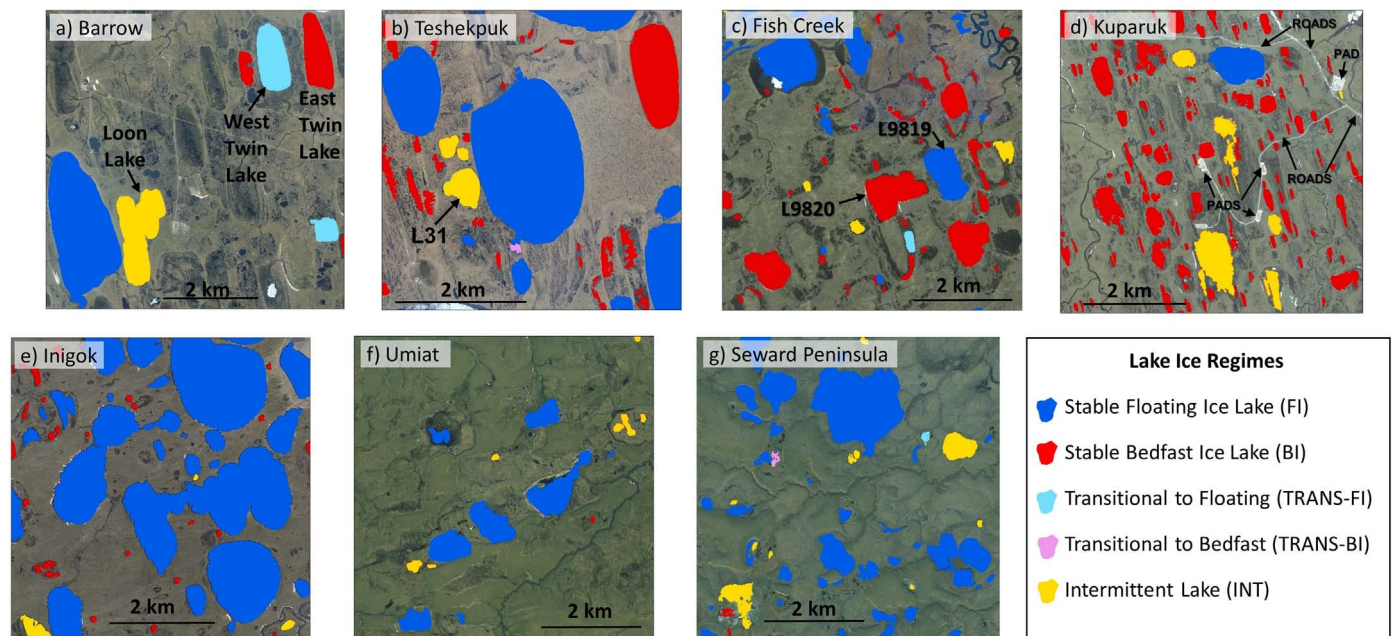 a) Barrow
Loon
Lake
West
Twin
Lake
East
Twin
Lake
2 km
b) Teshekpuk
L31
2 km
c) Fish Creek
L9819
L9820
2 km
d) Kuparuk
ROADS
PAD
ROADS
PADS
2 km
e) Inigok
2 km
f) Umiat
2 km
g) Seward Peninsula
2 km
Lake Ice Regimes
Stable Floating Ice Lake (FI)
Stable Bedfast Ice Lake (BI)
Transitional to Floating (TRANS-FI)
Transitional to Bedfast (TRANS-BI)
Intermittent Lake (INT)